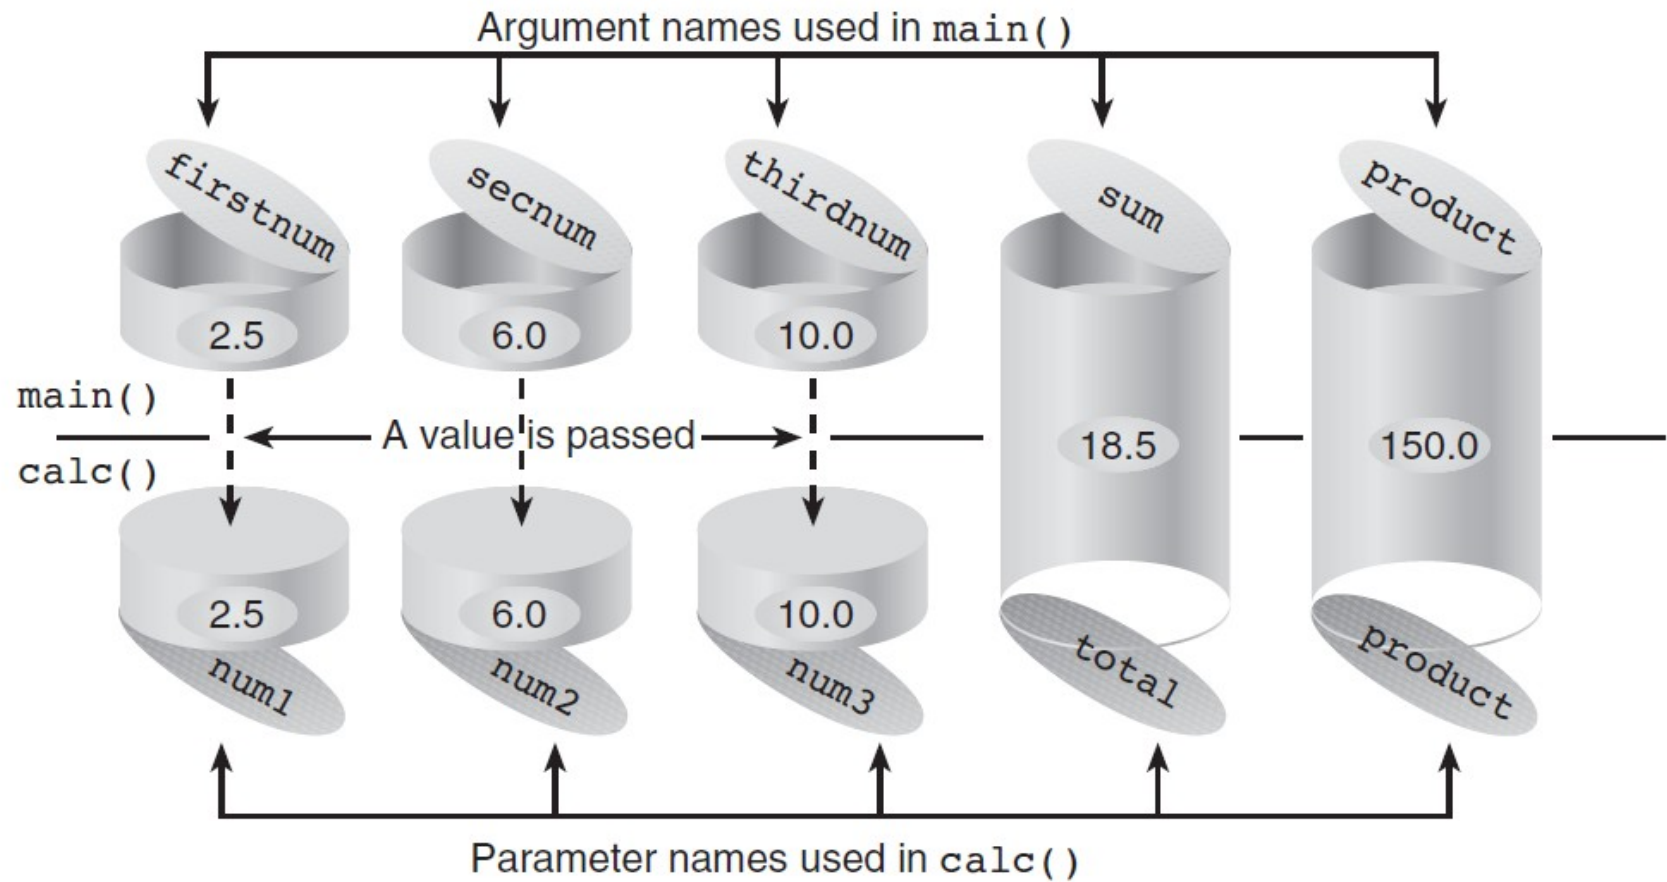 Argument names used in main()
firstnum secnum thirdnum sum product
2.5 6.0 10.0
main()
A value is passed 18.5 150.0
calc()
2.5 6.0 10.0
num1 num2 num3 total product
Parameter names used in calc()